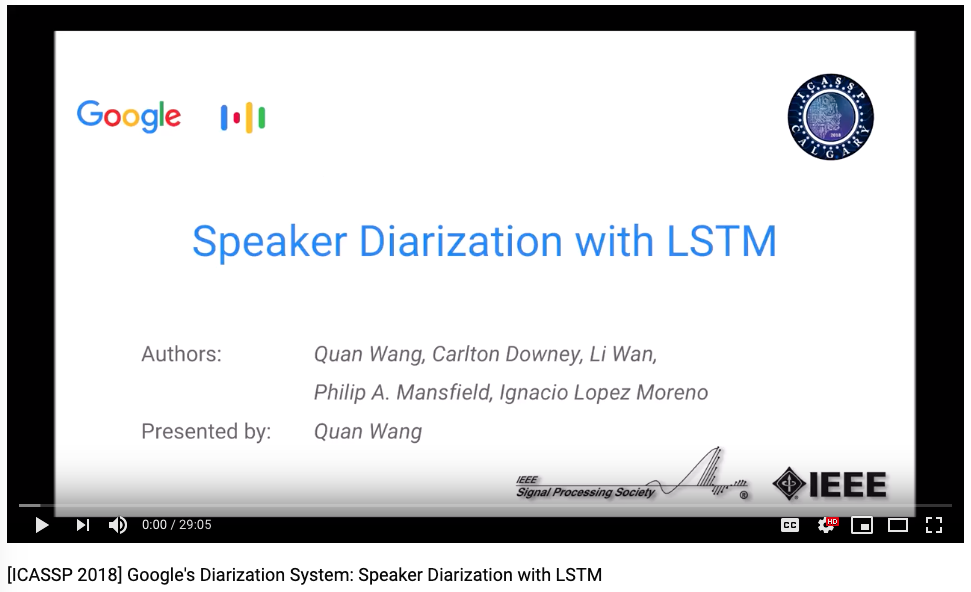 Google
ICASSP
2018
CALGARY
Speaker Diarization with LSTM
Authors: Quan Wang, Carlton Downey, Li Wan,
Philip A. Mansfield, Ignacio Lopez Moreno
Presented by: Quan Wang
IEEE
Signal Processing Society
®
IEEE
0:00 / 29:05
CC
HD
[ICASSP 2018] Google's Diarization System: Speaker Diarization with LSTM